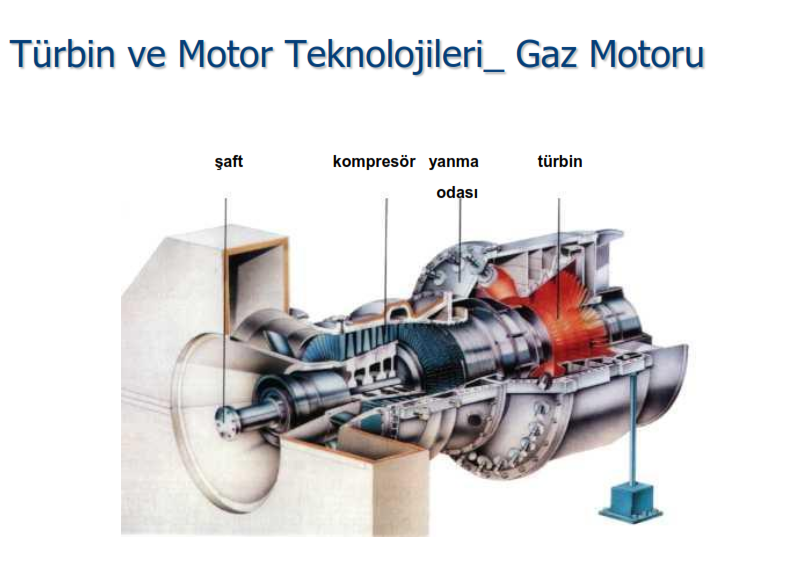 Türbin ve Motor Teknolojileri_ Gaz Motoru
şaft
kompresör
yanma
odası
türbin